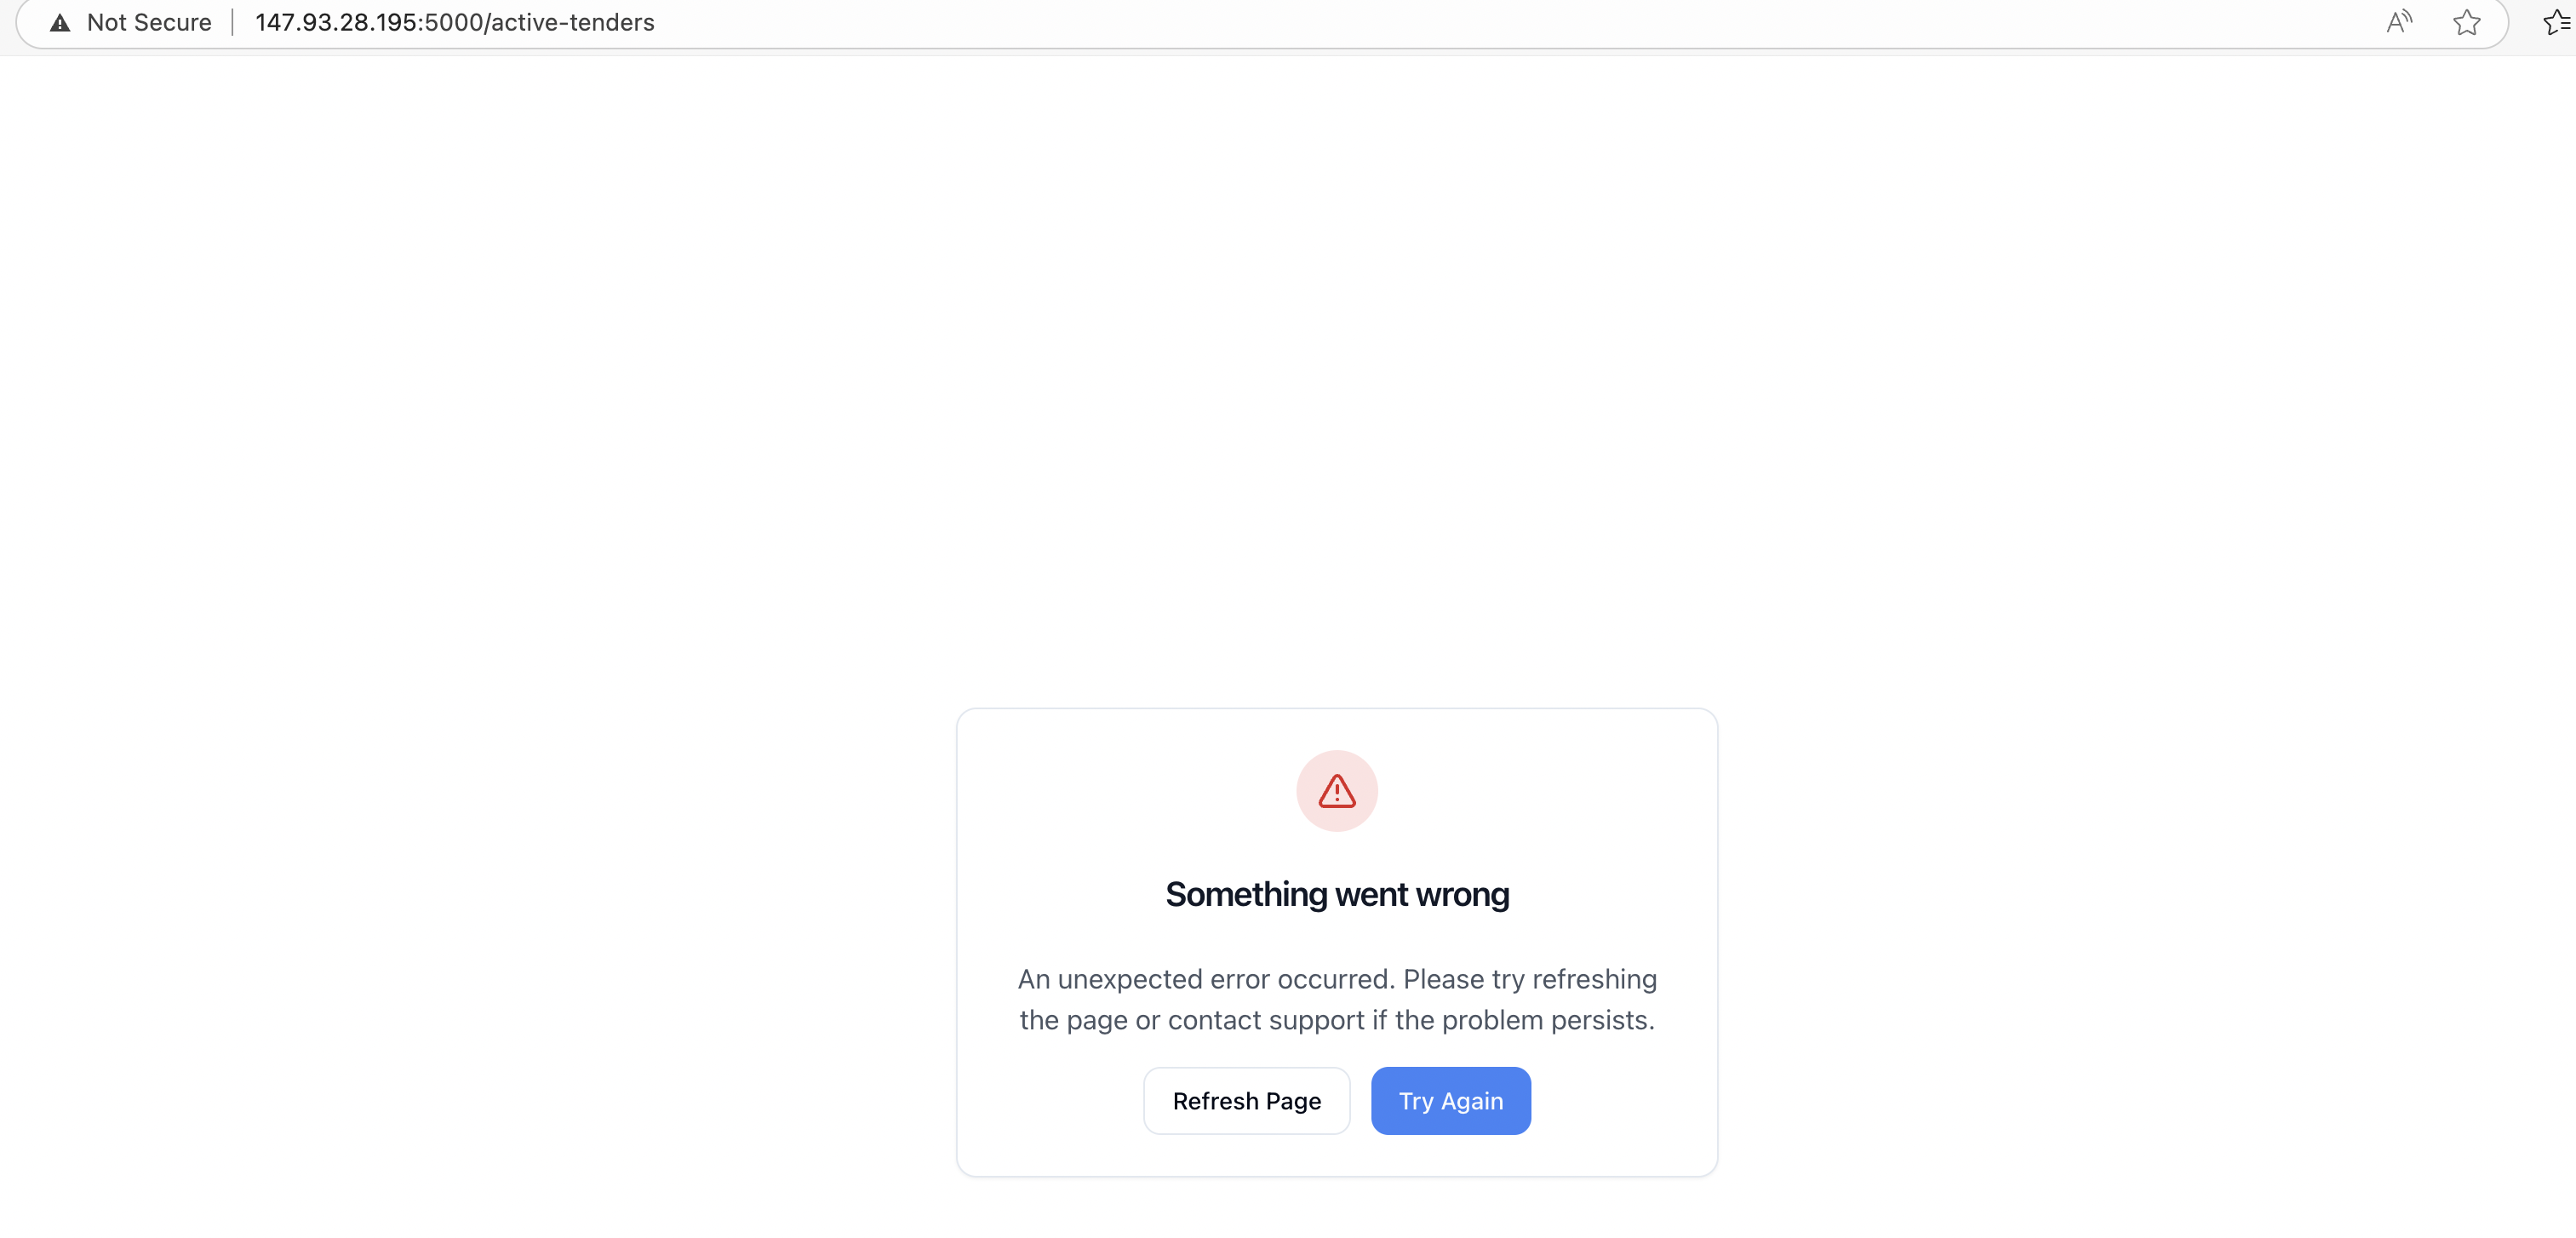 Not Secure 147.93.28.195:5000/active-tenders
Something went wrong
An unexpected error occurred. Please try refreshing
the page or contact support if the problem persists.
Refresh Page Try Again